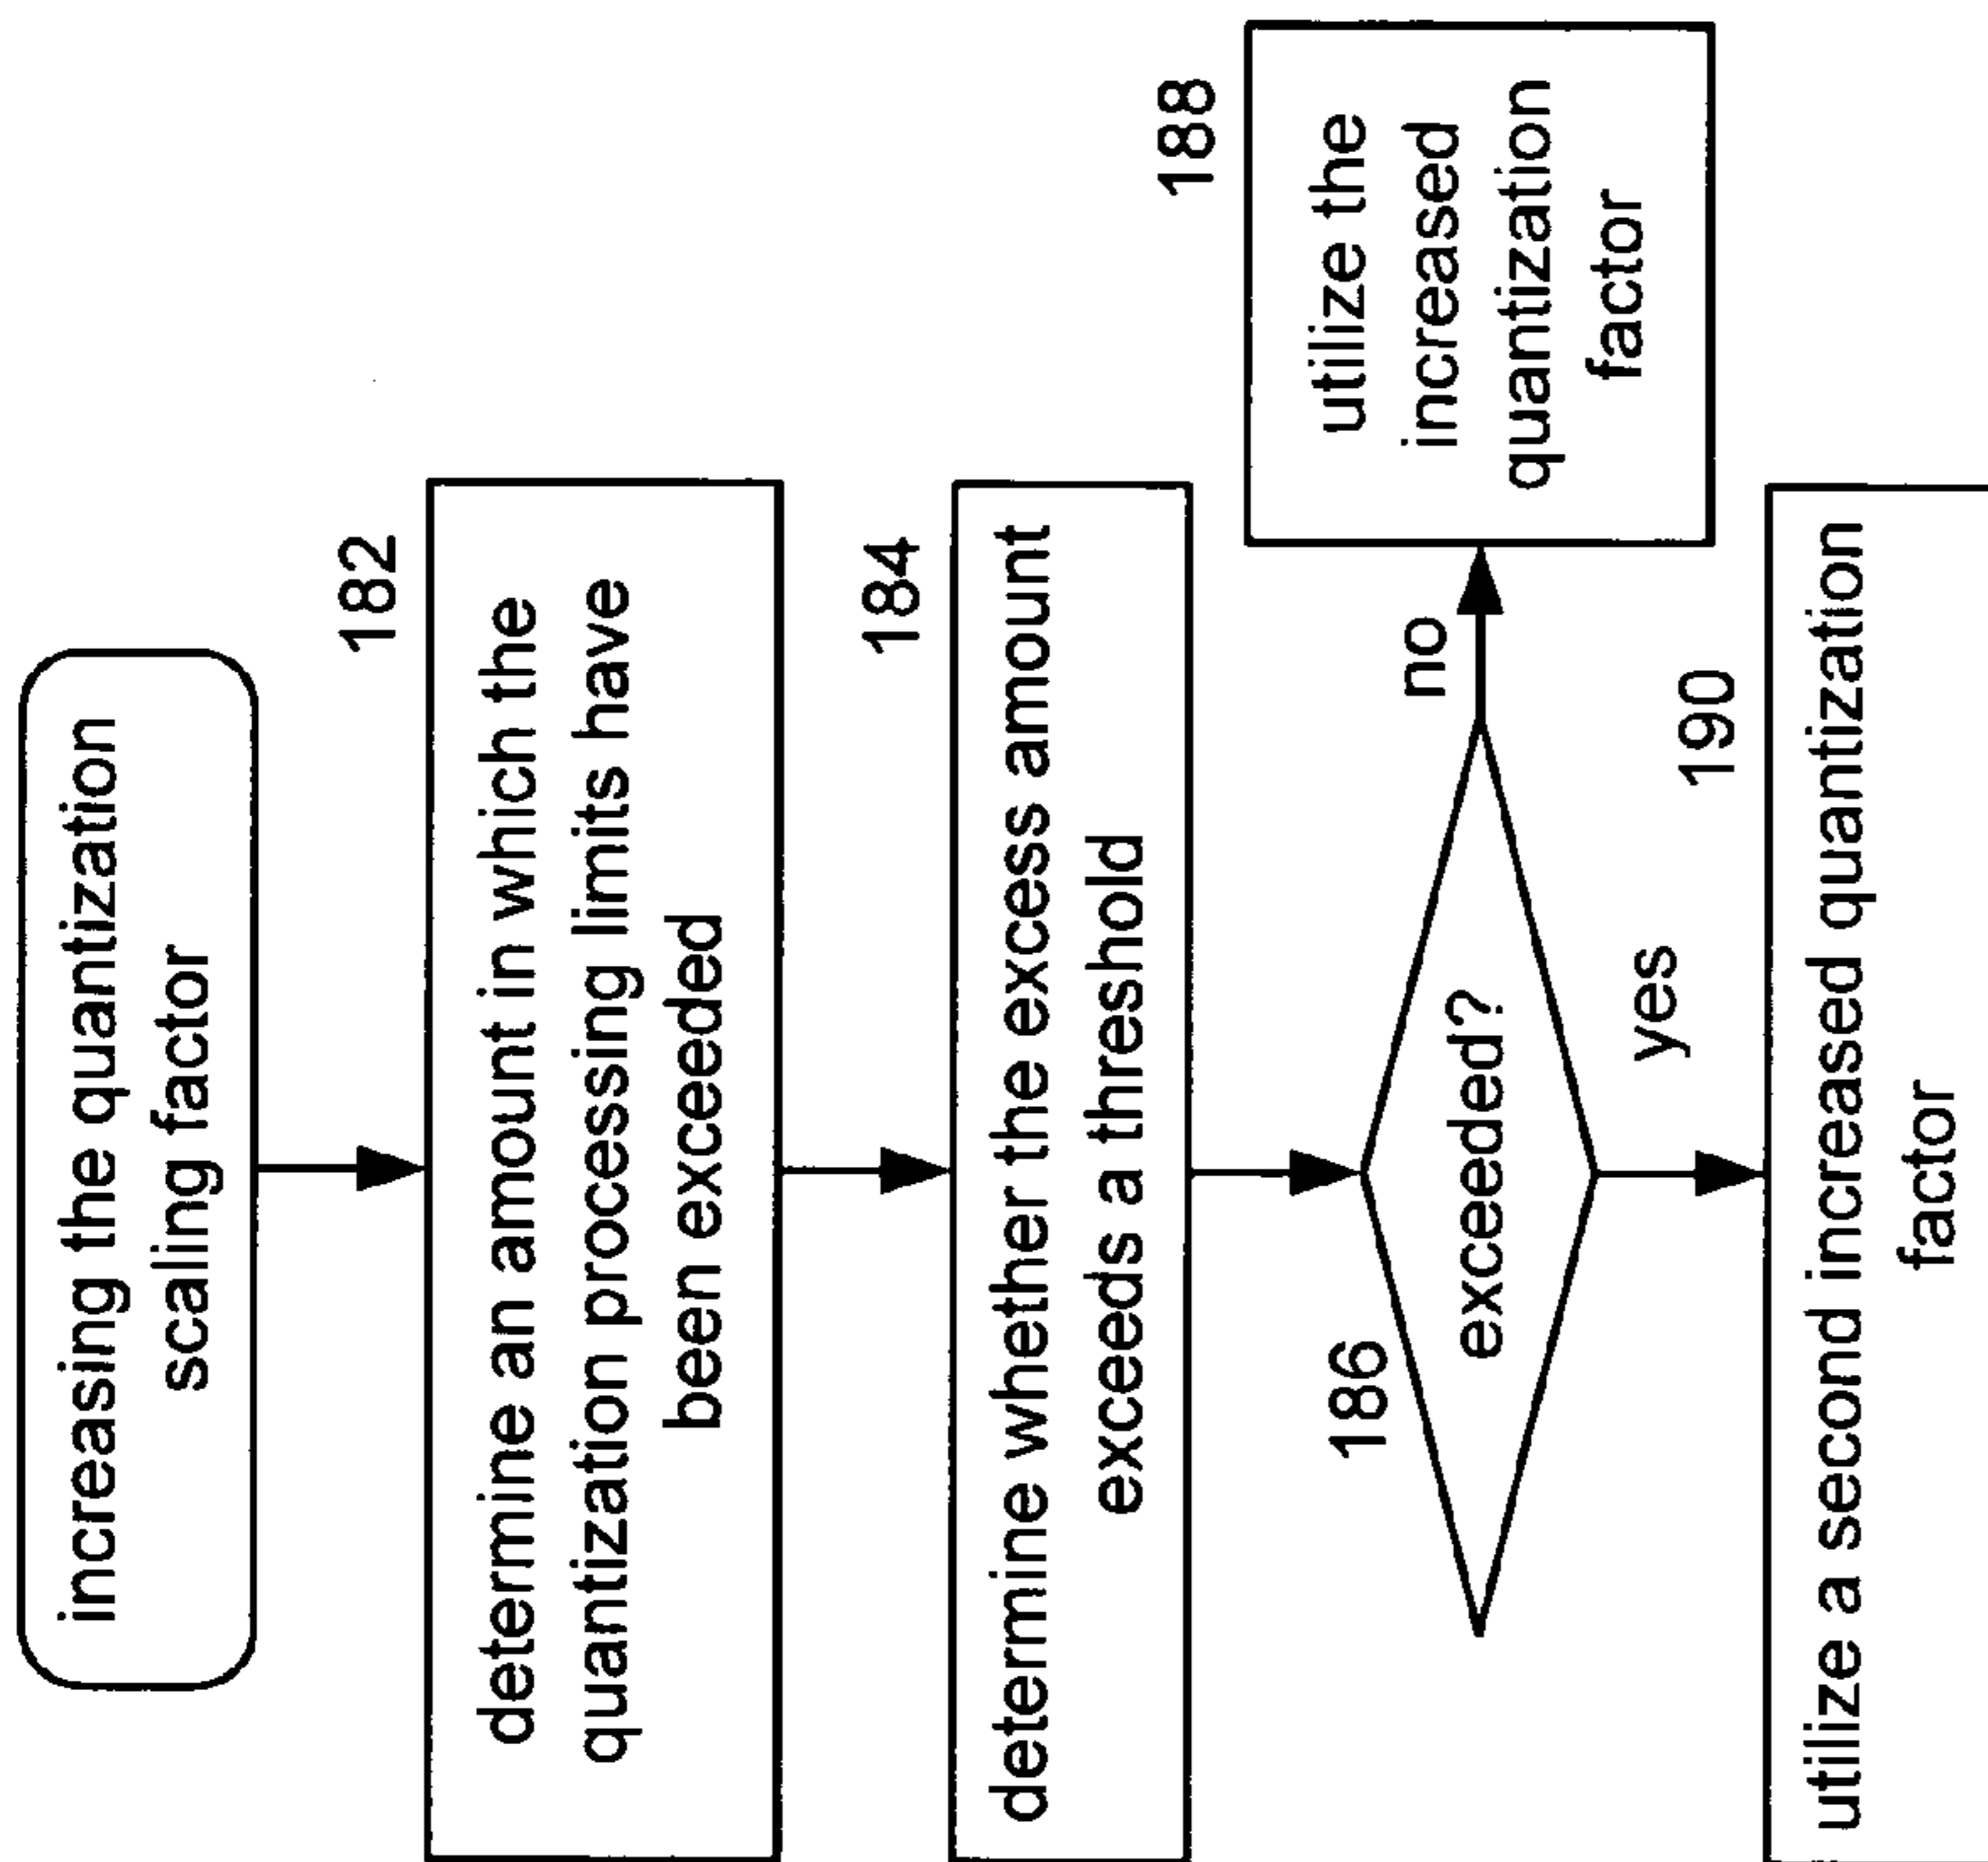 increasing the quantization
scaling factor
182
determine an amount in which the
quantization processing limits have
been exceeded
184
determine whether the excess amount
exceeds a threshold
186
exceeded?
no
188
utilize the
increased
quantization
factor
yes
190
utilize a second increased quantization
factor